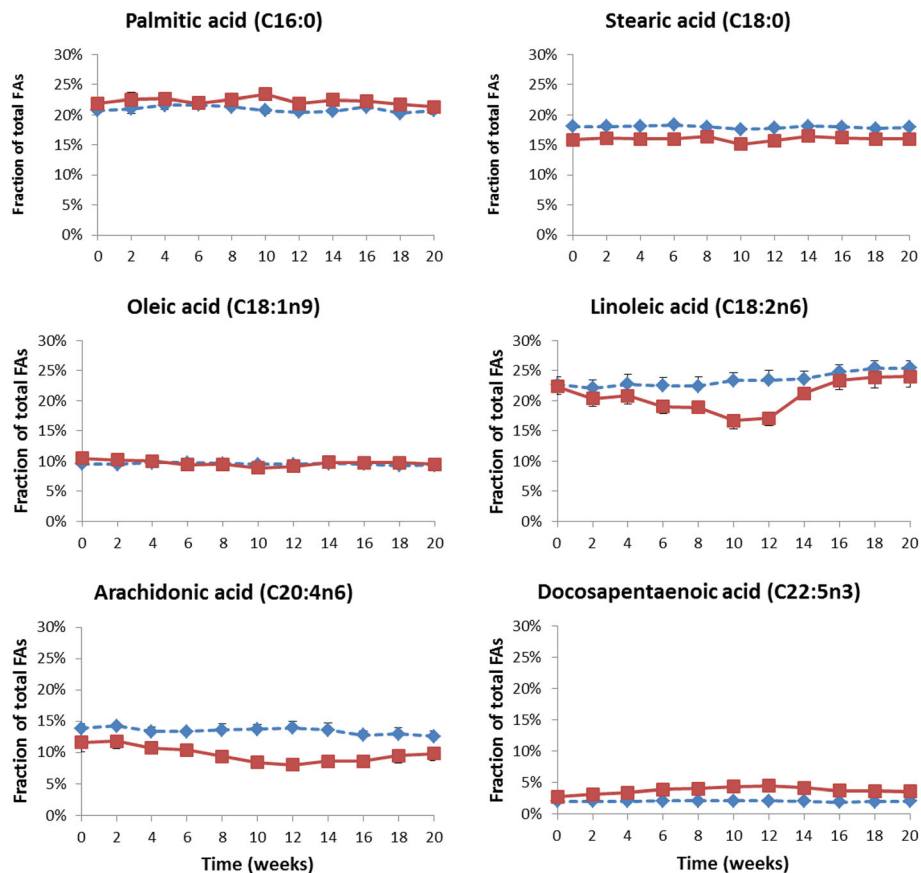 Palmitic acid (C16:0)
Fraction of total FAs
30%
25%
20%
15%
10%
5%
0%
0 2 4 6 8 10 12 14 16 18 20
Stearic acid (C18:0)
Fraction of total FAs
30%
25%
20%
15%
10%
5%
0%
0 2 4 6 8 10 12 14 16 18 20
Oleic acid (C18:1n9)
Fraction of total FAs
30%
25%
20%
15%
10%
5%
0%
0 2 4 6 8 10 12 14 16 18 20
Linoleic acid (C18:2n6)
Fraction of total FAs
30%
25%
20%
15%
10%
5%
0%
0 2 4 6 8 10 12 14 16 18 20
Arachidonic acid (C20:4n6)
Fraction of total FAs
30%
25%
20%
15%
10%
5%
0%
0 2 4 6 8 10 12 14 16 18 20
Time (weeks)
Docosapentaenoic acid (C22:5n3)
Fraction of total FAs
30%
25%
20%
15%
10%
5%
0%
0 2 4 6 8 10 12 14 16 18 20
Time (weeks)